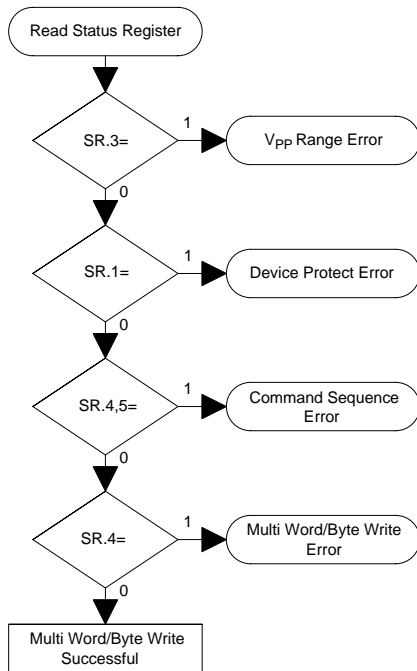 Read Status Register
SR.3=
1
VPP Range Error
0
SR.1=
1
Device Protect Error
0
SR.4,5=
1
Command Sequence
Error
0
SR.4=
1
Multi Word/Byte Write
Error
0
Multi Word/Byte Write
Successful